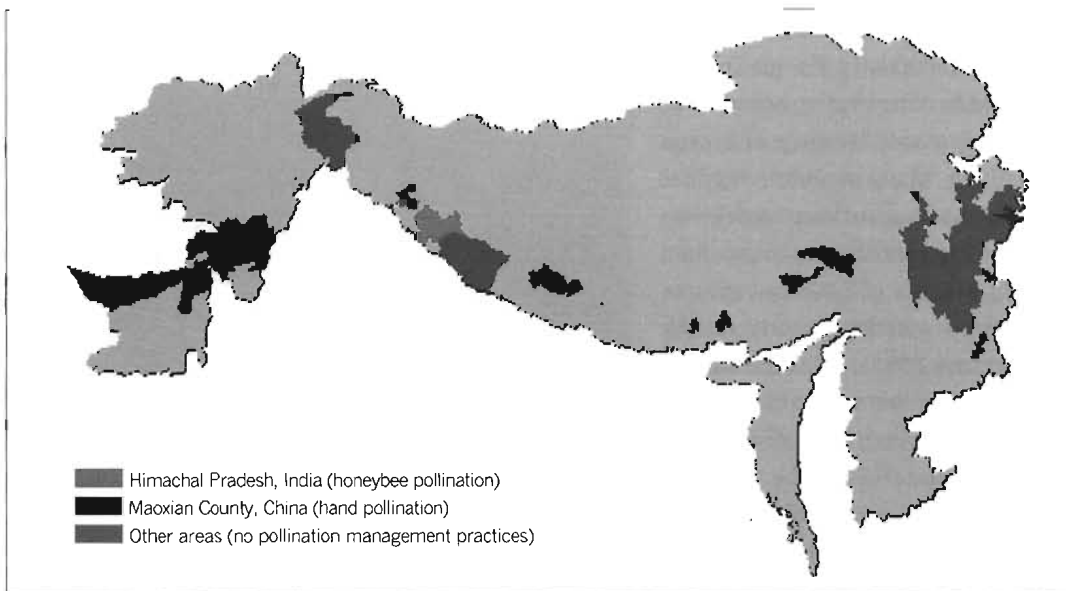 Himachal Pradesh, India (honeybee pollination)
Maoxian County, China (hand pollination)
Other areas (no pollination management practices)